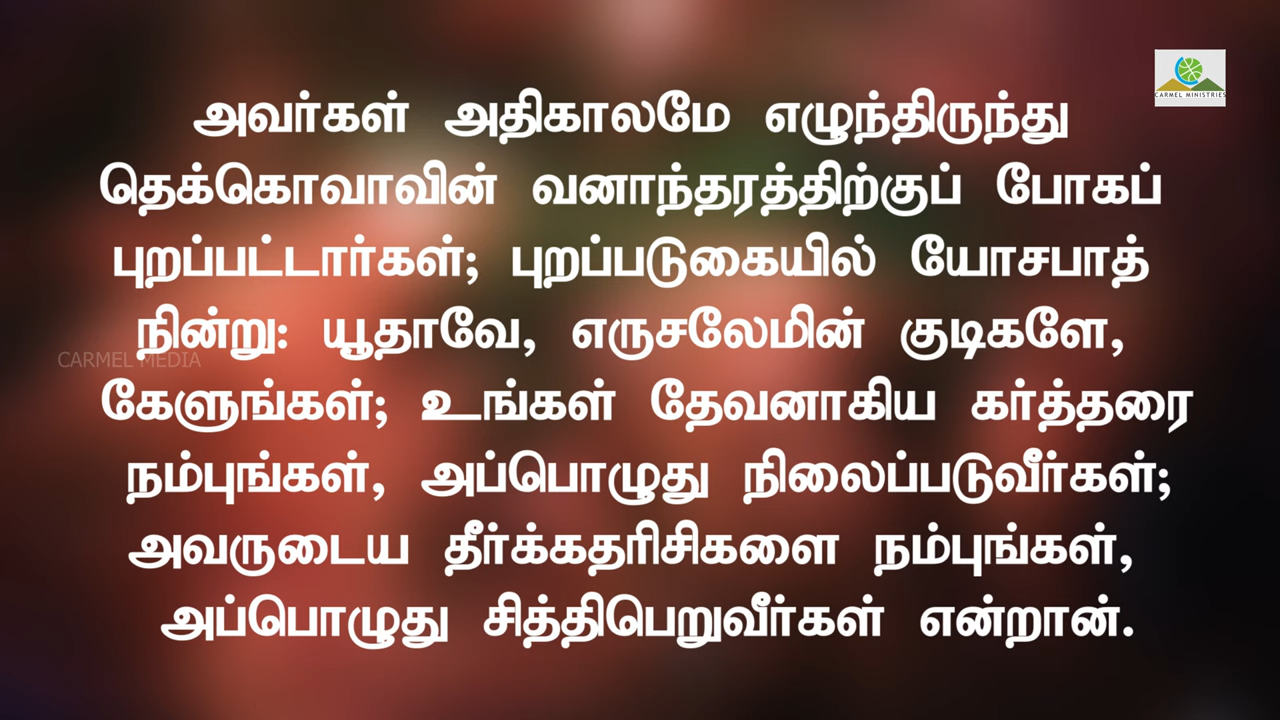 CARMEL MINISTRIES
அவர்கள் அதிகாலமே எழுந்திருந்து
தெக்கொவாவின் வனாந்தரத்திற்குப் போகப்
புறப்பட்டார்கள்; புறப்படுகையில் யோசபாத்
நின்று: யூதாவே, எருசலேமின் குடிகளே,
CARMEL MEDIA
கேளுங்கள்; உங்கள் தேவனாகிய கர்த்தரை
நம்புங்கள், அப்பொழுது நிலைப்படுவீர்கள்;
அவருடைய தீர்க்கதரிசிகளை நம்புங்கள்,
அப்பொழுது சித்திபெறுவீர்கள் என்றான்.